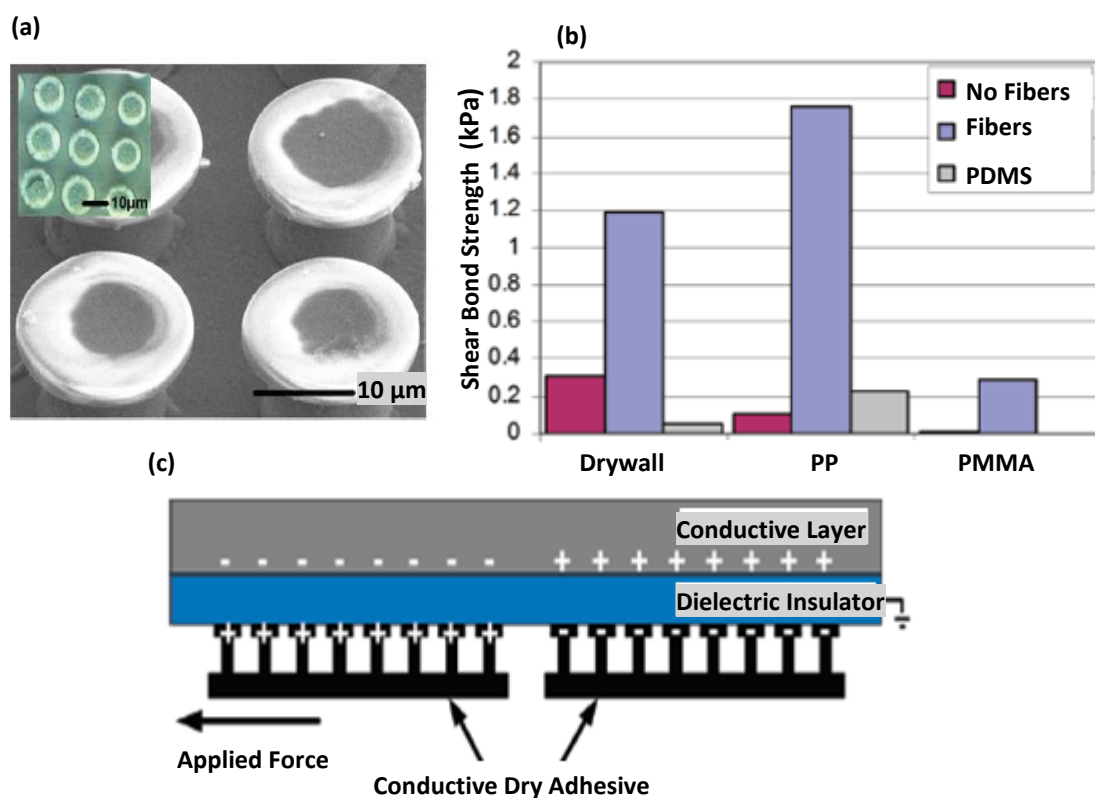 (a)
10µm
10 µm
(b)
Shear Bond Strength (kPa)
2
1.8
1.6
1.4
1.2
1
0.8
0.6
0.4
0.2
0
No Fibers
Fibers
PDMS
Drywall
PP
PMMA
(c)
- - - - - - - - + + + + + + + +
Conductive Layer
Dielectric Insulator
+ + + + + + + + - - - - - - - -
Applied Force
Conductive Dry Adhesive